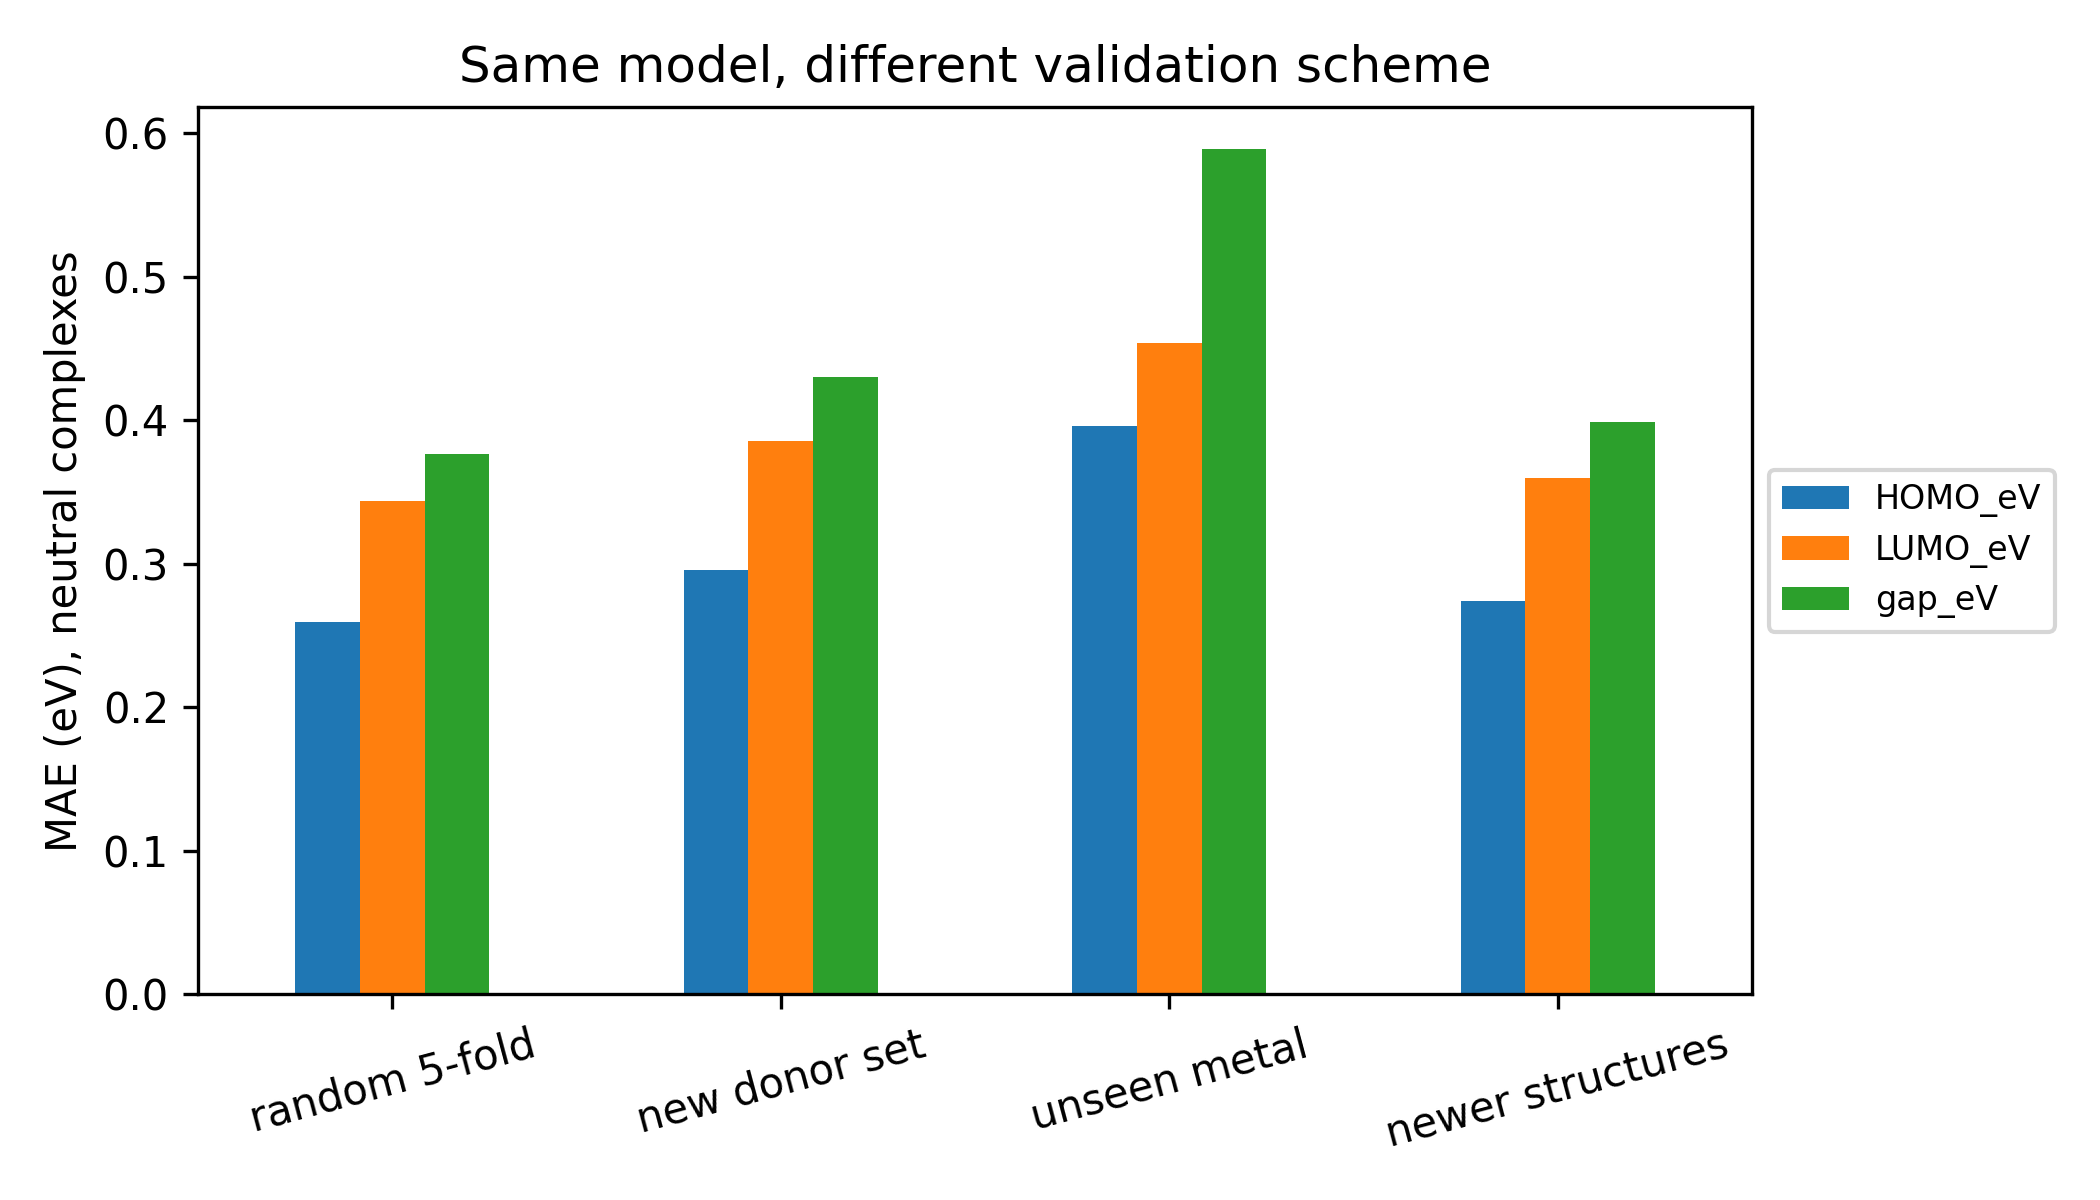 Same model, different validation scheme
MAE (eV), neutral complexes
0.6
0.5
0.4
0.3
0.2
0.1
0.0
random 5-fold
new donor set
unseen metal
newer structures
HOMO_eV
LUMO_eV
gap_eV